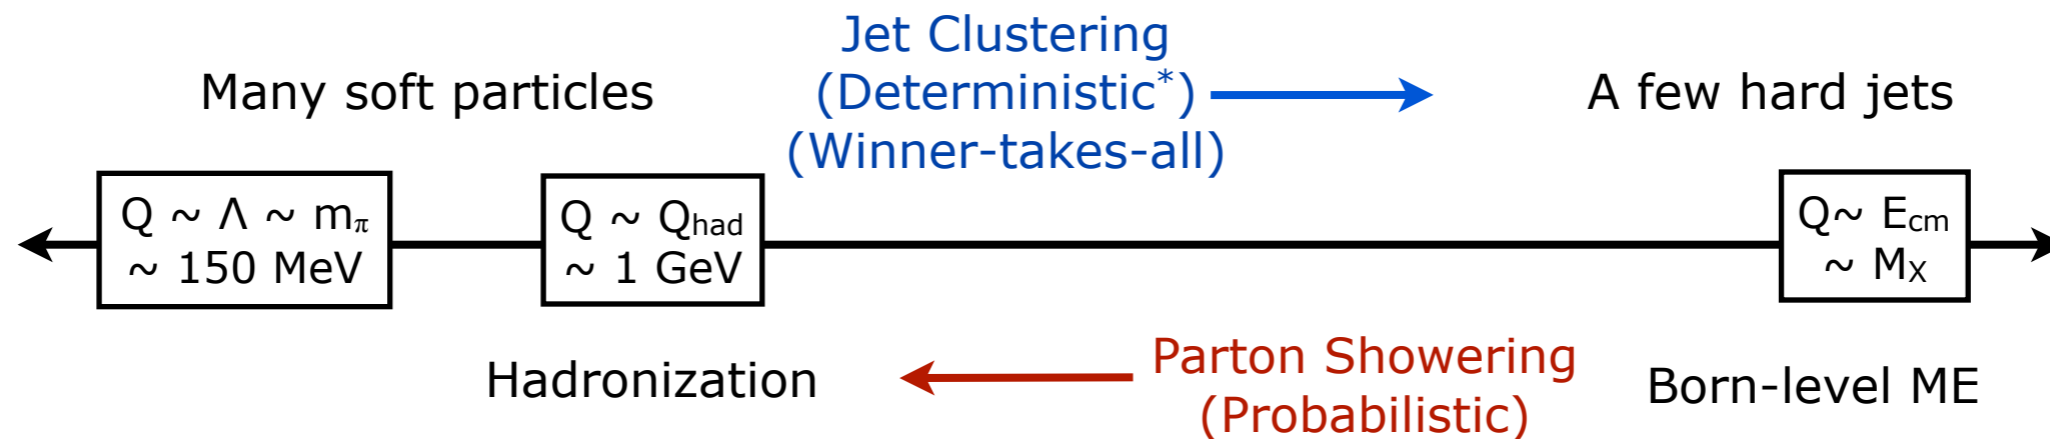 Jet Clustering
(Deterministic*)
(Winner-takes-all)
Many soft particles
A few hard jets
Q ~ Λ ~ mπ
~ 150 MeV
Q ~ Qhad
~ 1 GeV
Q~ Ecm
~ MX
Hadronization
Parton Showering
(Probabilistic)
Born-level ME